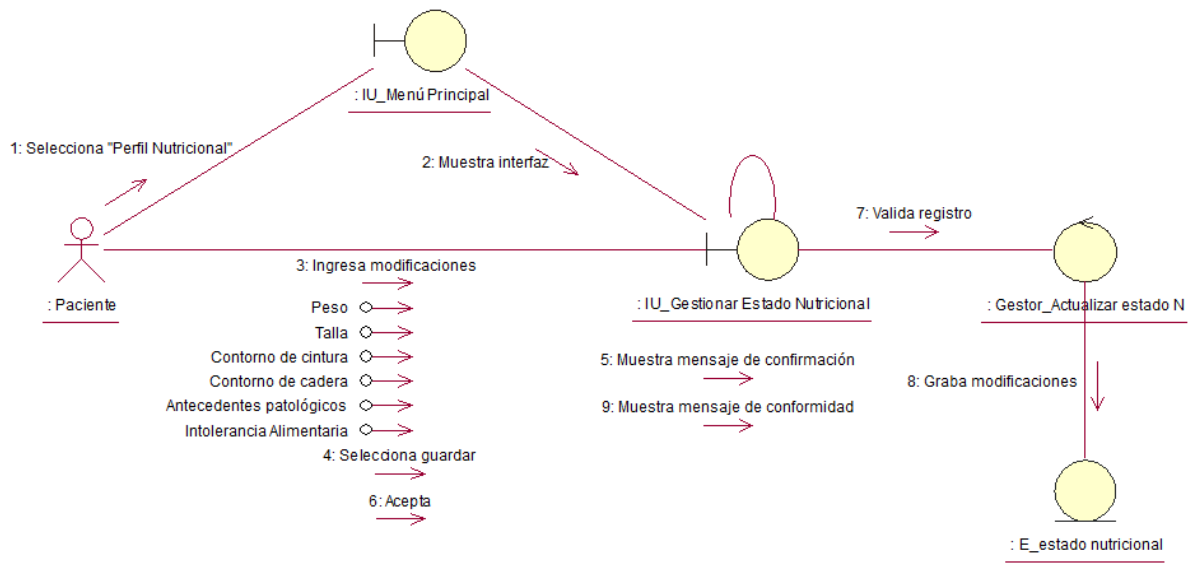 : IU_Menú Principal
1: Selecciona "Perfil Nutricional"
2: Muestra interfaz
7: Valida registro
3: Ingresa modificaciones
: Paciente
: IU_Gestionar Estado Nutricional
: Gestor_Actualizar estado N
Peso
Talla
Contorno de cintura
Contorno de cadera
Antecedentes patológicos
Intolerancia Alimentaria
4: Selecciona guardar
6: Acepta
5: Muestra mensaje de confirmación
9: Muestra mensaje de conformidad
8: Graba modificaciones
: E_estado nutricional